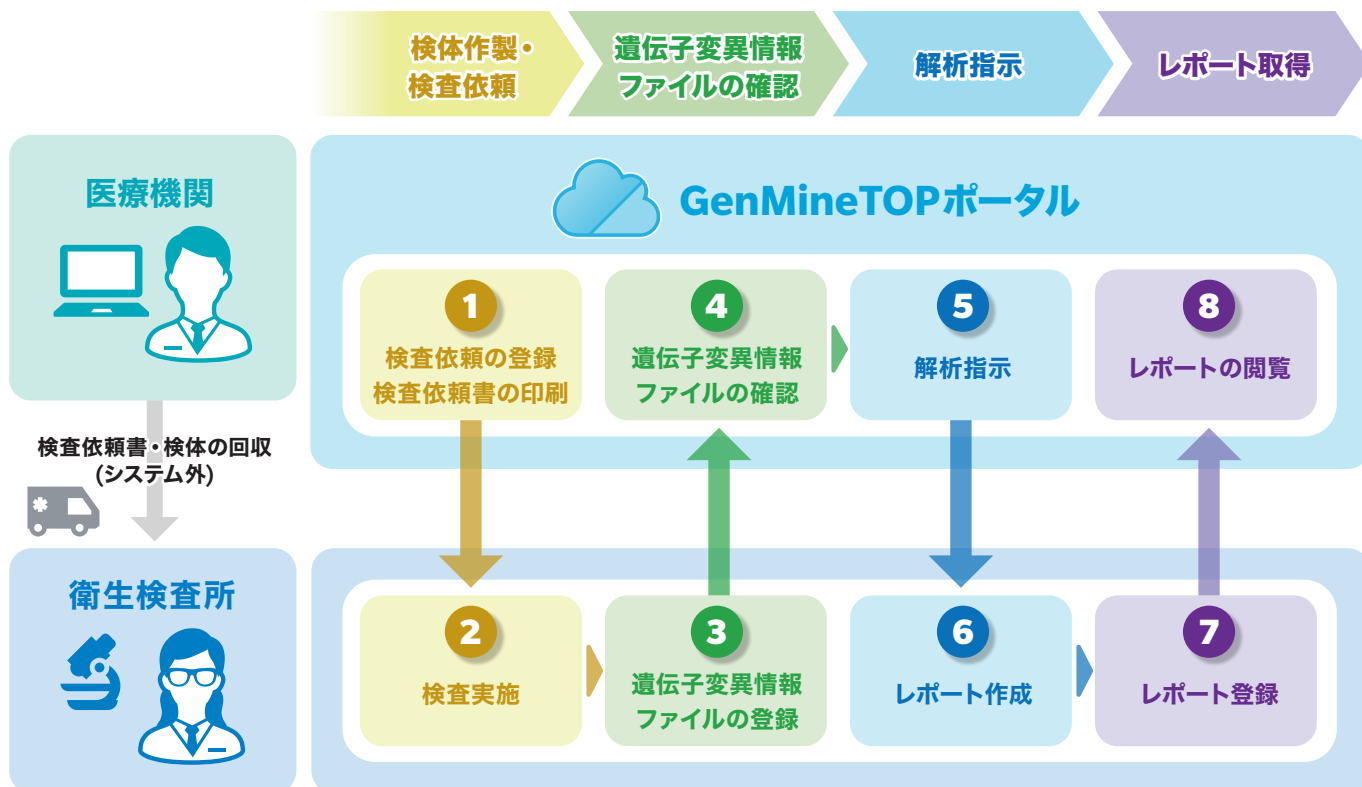 検体作製・
検査依頼
遺伝子変異情報
ファイルの確認
解析指示
レポート取得
医療機関
GenMineTOPポータル
1
検査依頼の登録
検査依頼書の印刷
4
遺伝子変異情報
ファイルの確認
5
解析指示
8
レポートの閲覧
検査依頼書・検体の回収
(システム外)
衛生検査所
2
検査実施
3
遺伝子変異情報
ファイルの登録
6
レポート作成
7
レポート登録